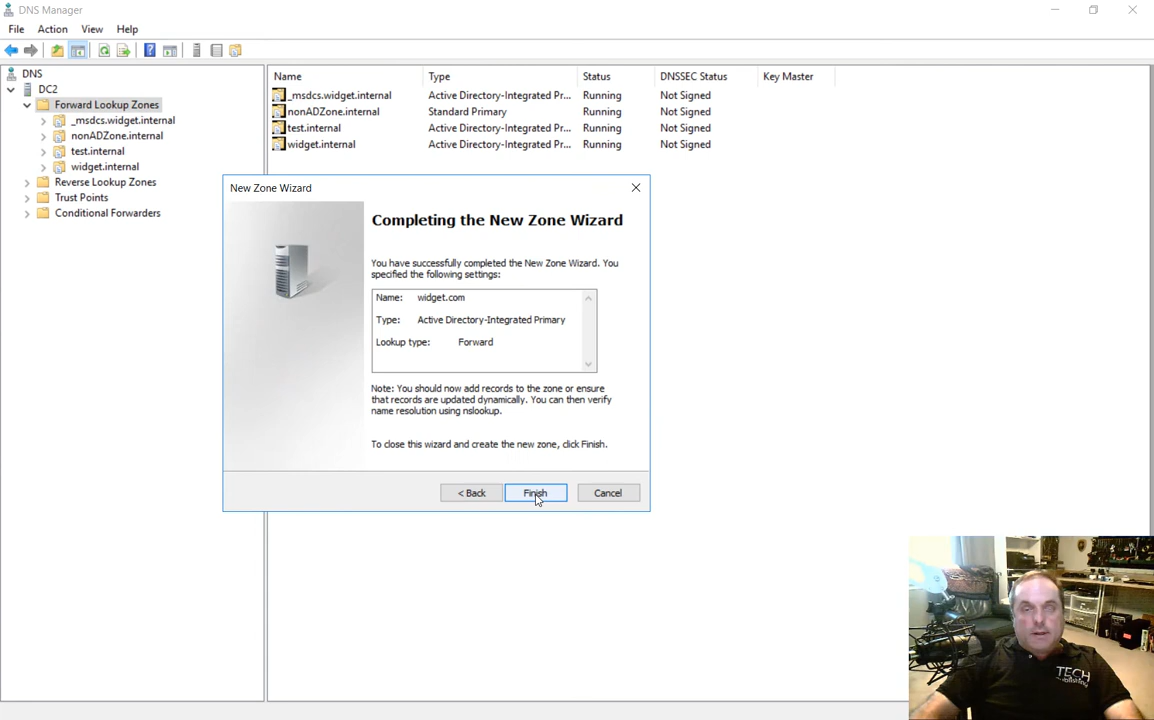 DNS Manager
File Action View Help
DNS
DC2
Forward Lookup Zones
_msdcs.widget.internal
nonADZone.internal
test.internal
widget.internal
Reverse Lookup Zones
Trust Points
Conditional Forwarders
Name Type Status DNSSEC Status Key Master
_msdcs.widget.internal Active Directory-Integrated Pr... Running Not Signed
nonADZone.internal Standard Primary Running Not Signed
test.internal Active Directory-Integrated Pr... Running Not Signed
widget.internal Active Directory-Integrated Pr... Running Not Signed
New Zone Wizard
Completing the New Zone Wizard
You have successfully completed the New Zone Wizard. You
specified the following settings:
Name: widget.com
Type: Active Directory-Integrated Primary
Lookup type: Forward
Note: You should now add records to the zone or ensure
that records are updated dynamically. You can then verify
name resolution using nslookup.
To close this wizard and create the new zone, click Finish.
< Back Finish Cancel
TECH